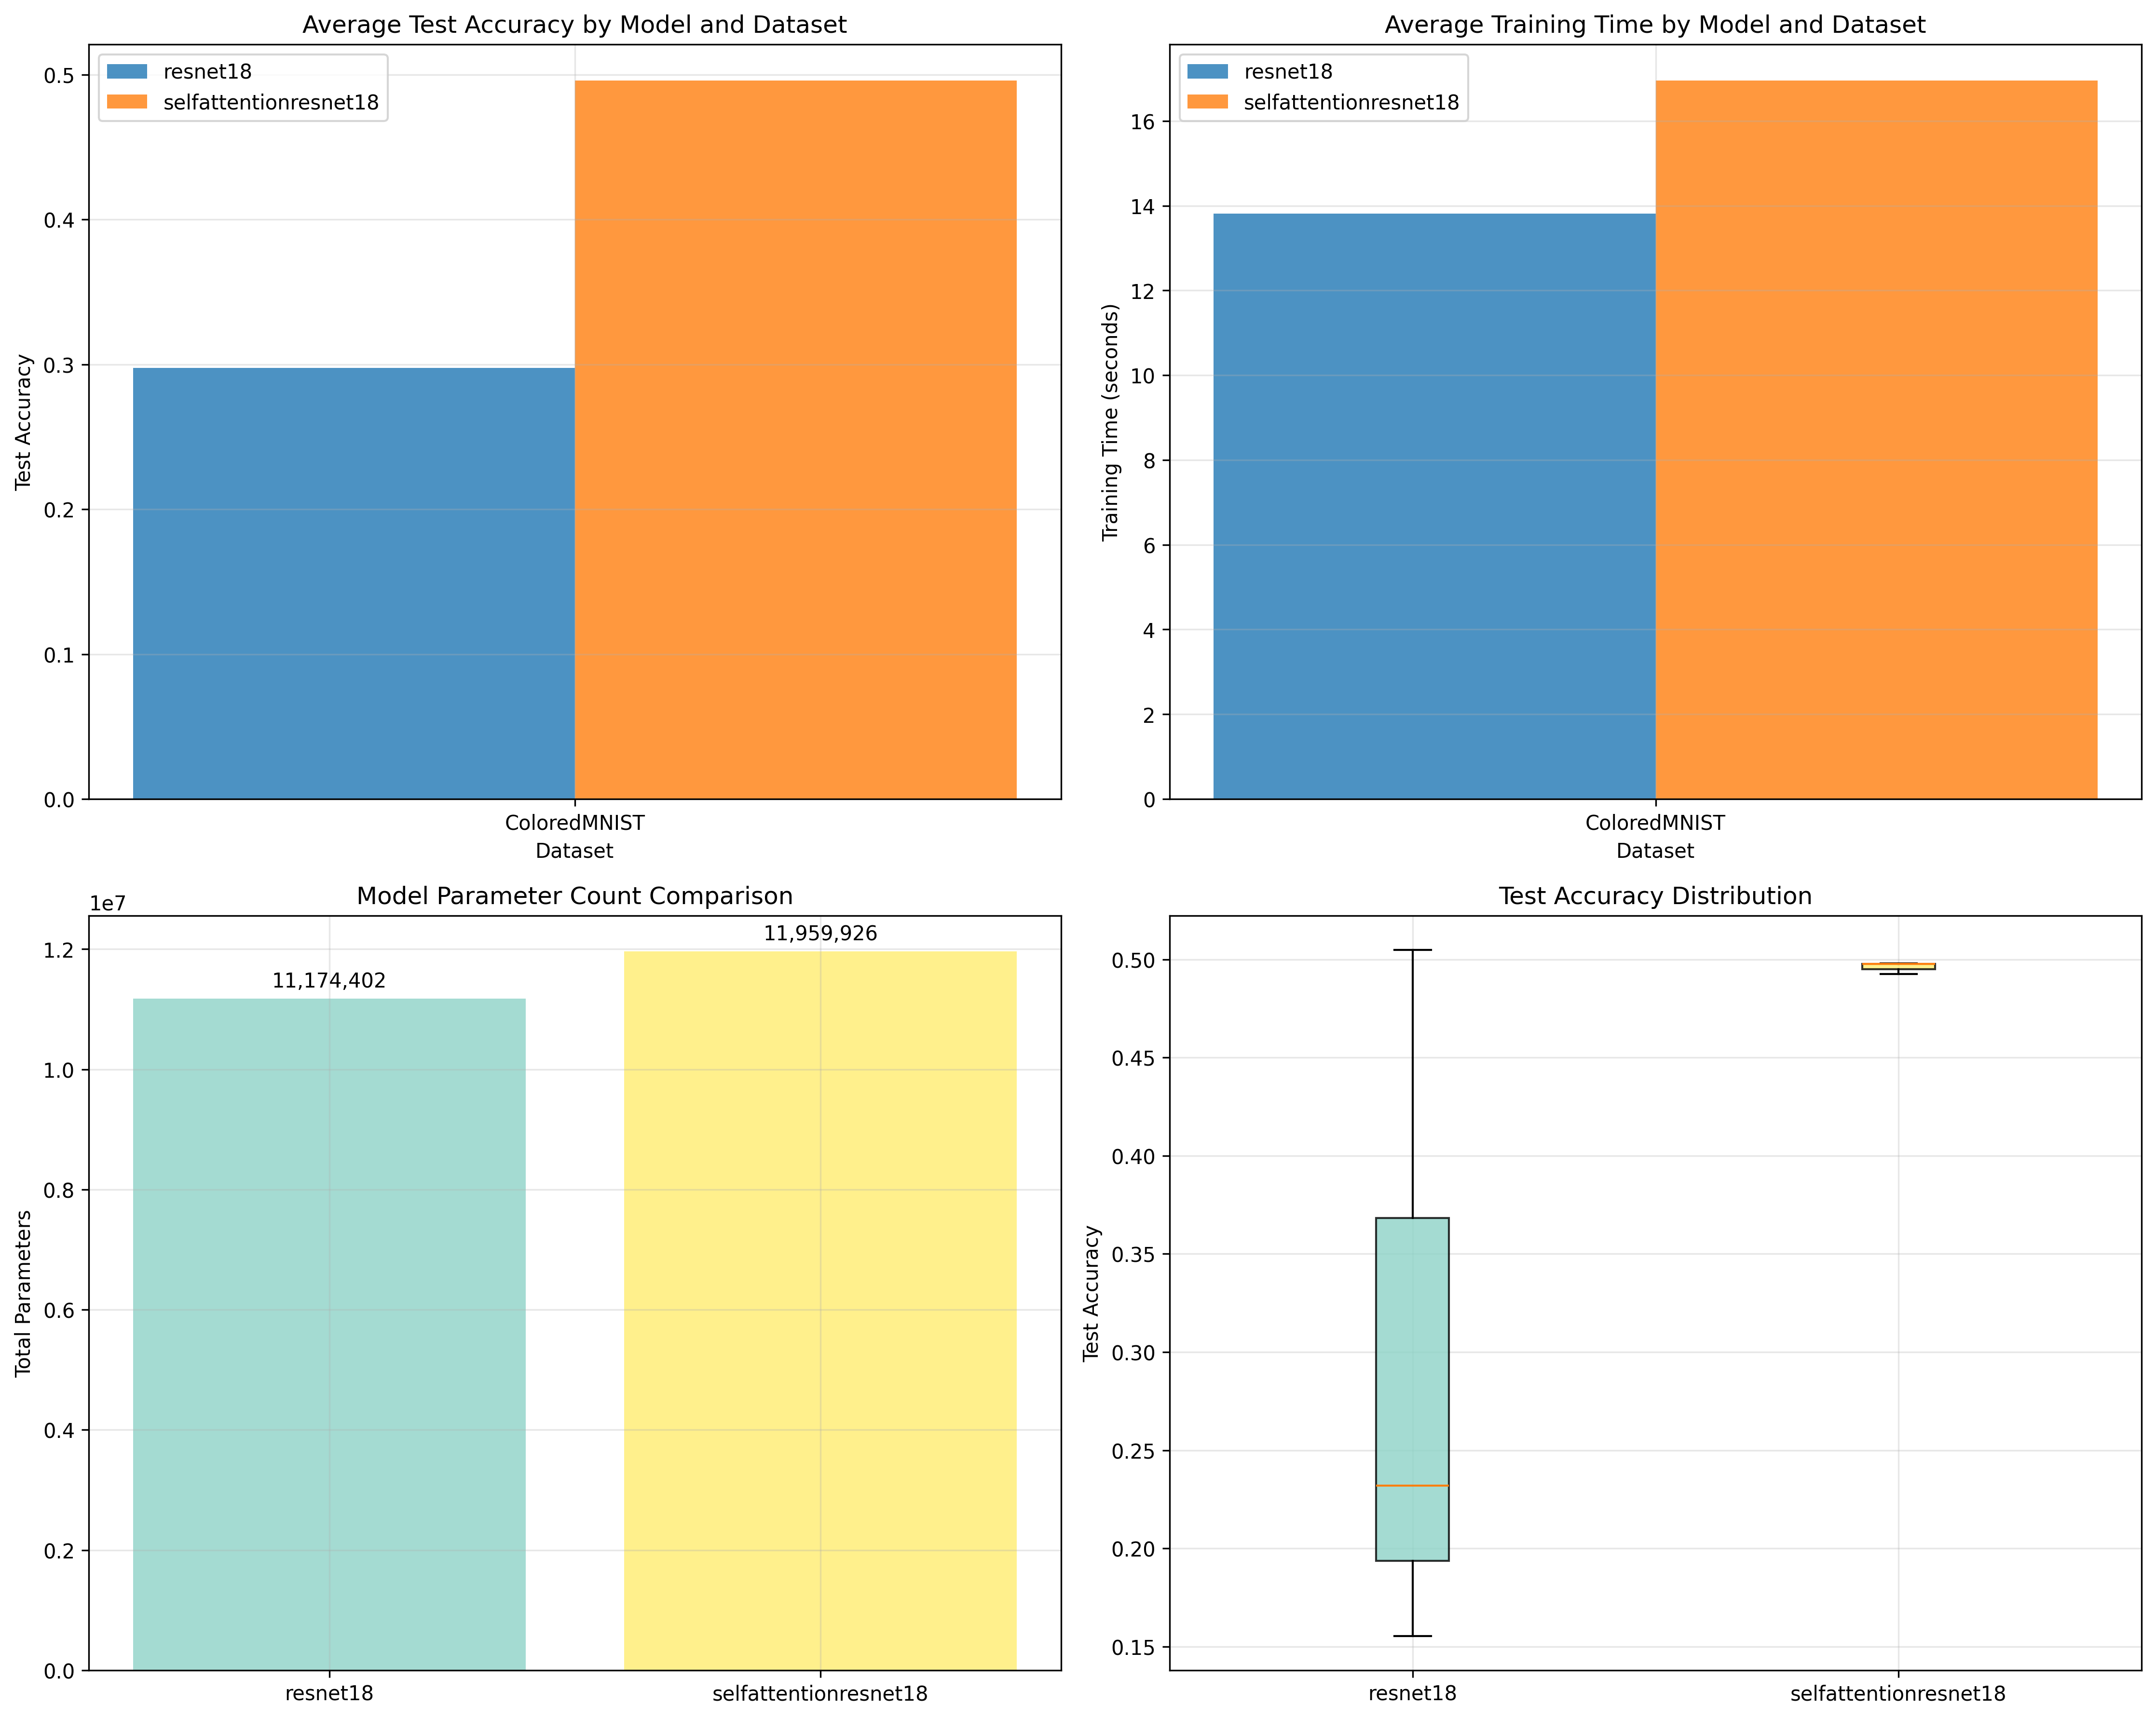 Average Test Accuracy by Model and Dataset
resnet18
selfattentionresnet18
0.5
0.4
0.3
0.2
0.1
0.0
Test Accuracy
ColoredMNIST
Dataset
Average Training Time by Model and Dataset
resnet18
selfattentionresnet18
16
14
12
10
8
6
4
2
0
Training Time (seconds)
ColoredMNIST
Dataset
Model Parameter Count Comparison
1e7
11,174,402
11,959,926
1.2
1.0
0.8
0.6
0.4
0.2
0.0
Total Parameters
resnet18
selfattentionresnet18
Test Accuracy Distribution
0.50
0.45
0.40
0.35
0.30
0.25
0.20
0.15
Test Accuracy
resnet18
selfattentionresnet18